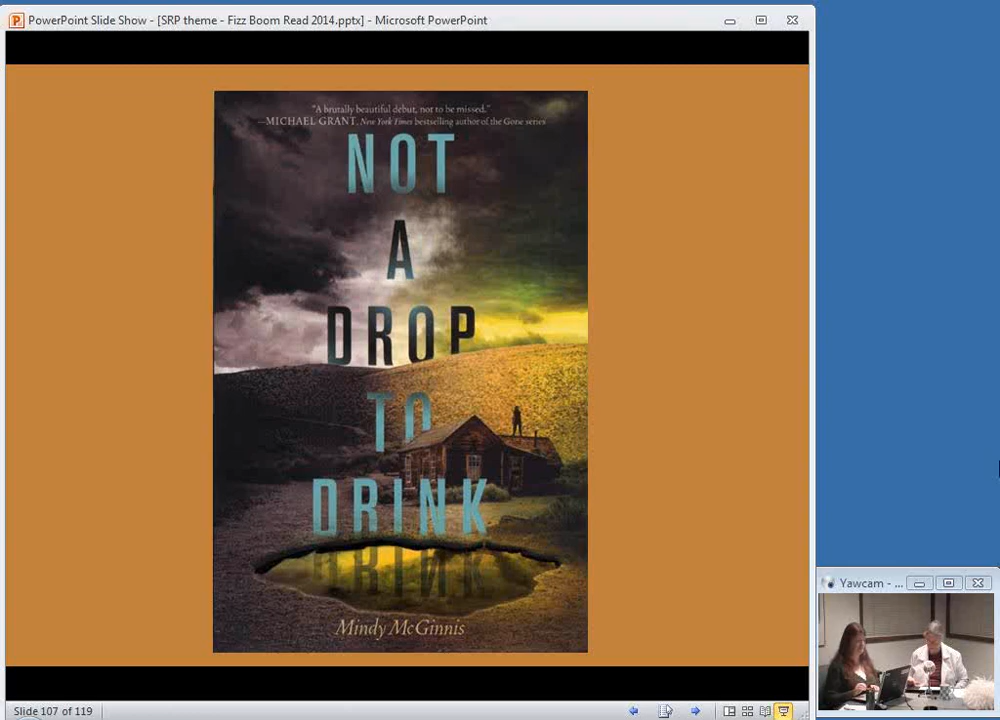 PowerPoint Slide Show - [SRP theme - Fizz Boom Read 2014.pptx] - Microsoft PowerPoint
"A brutally beautiful debut, not to be missed."
—MICHAEL GRANT, New York Times bestselling author of the Gone series
NOT
A
DROP
TO
DRINK
DRINK
Mindy McGinnis
Yawcam - ...
Slide 107 of 119